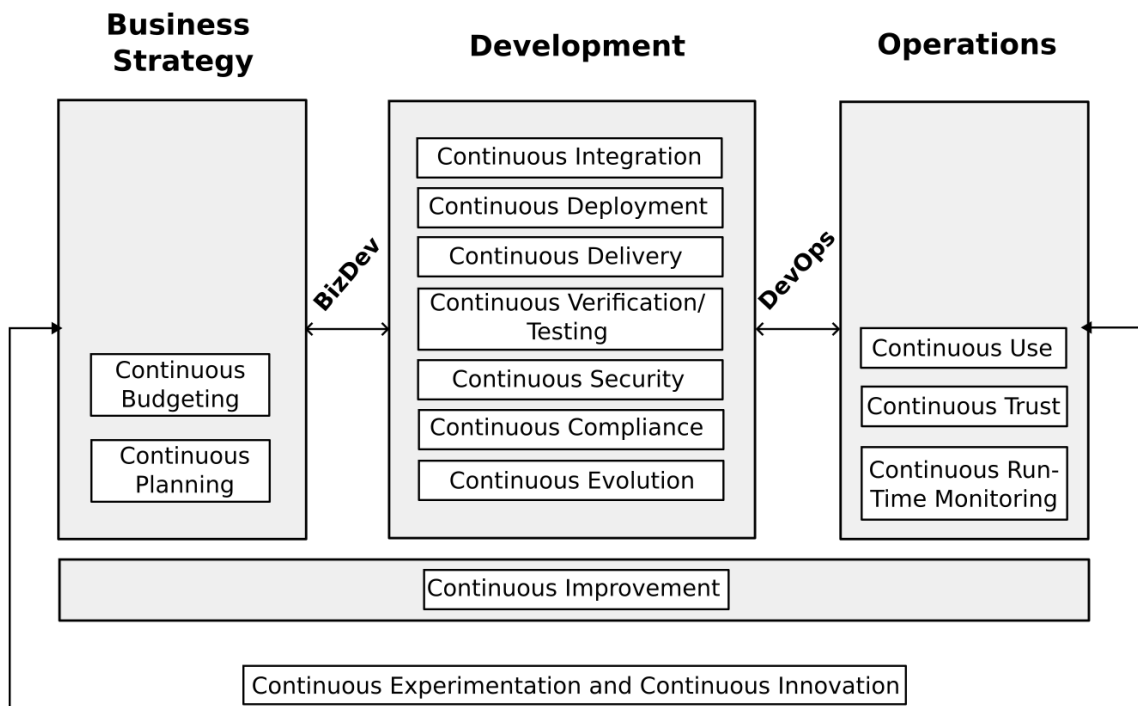 Business
Strategy
Development
Operations
Continuous Integration
Continuous Deployment
Continuous Delivery
Continuous Verification/
Testing
Continuous Security
Continuous Compliance
Continuous Evolution
BizDev
DevOps
Continuous
Budgeting
Continuous
Planning
Continuous Use
Continuous Trust
Continuous Run-
Time Monitoring
Continuous Improvement
Continuous Experimentation and Continuous Innovation